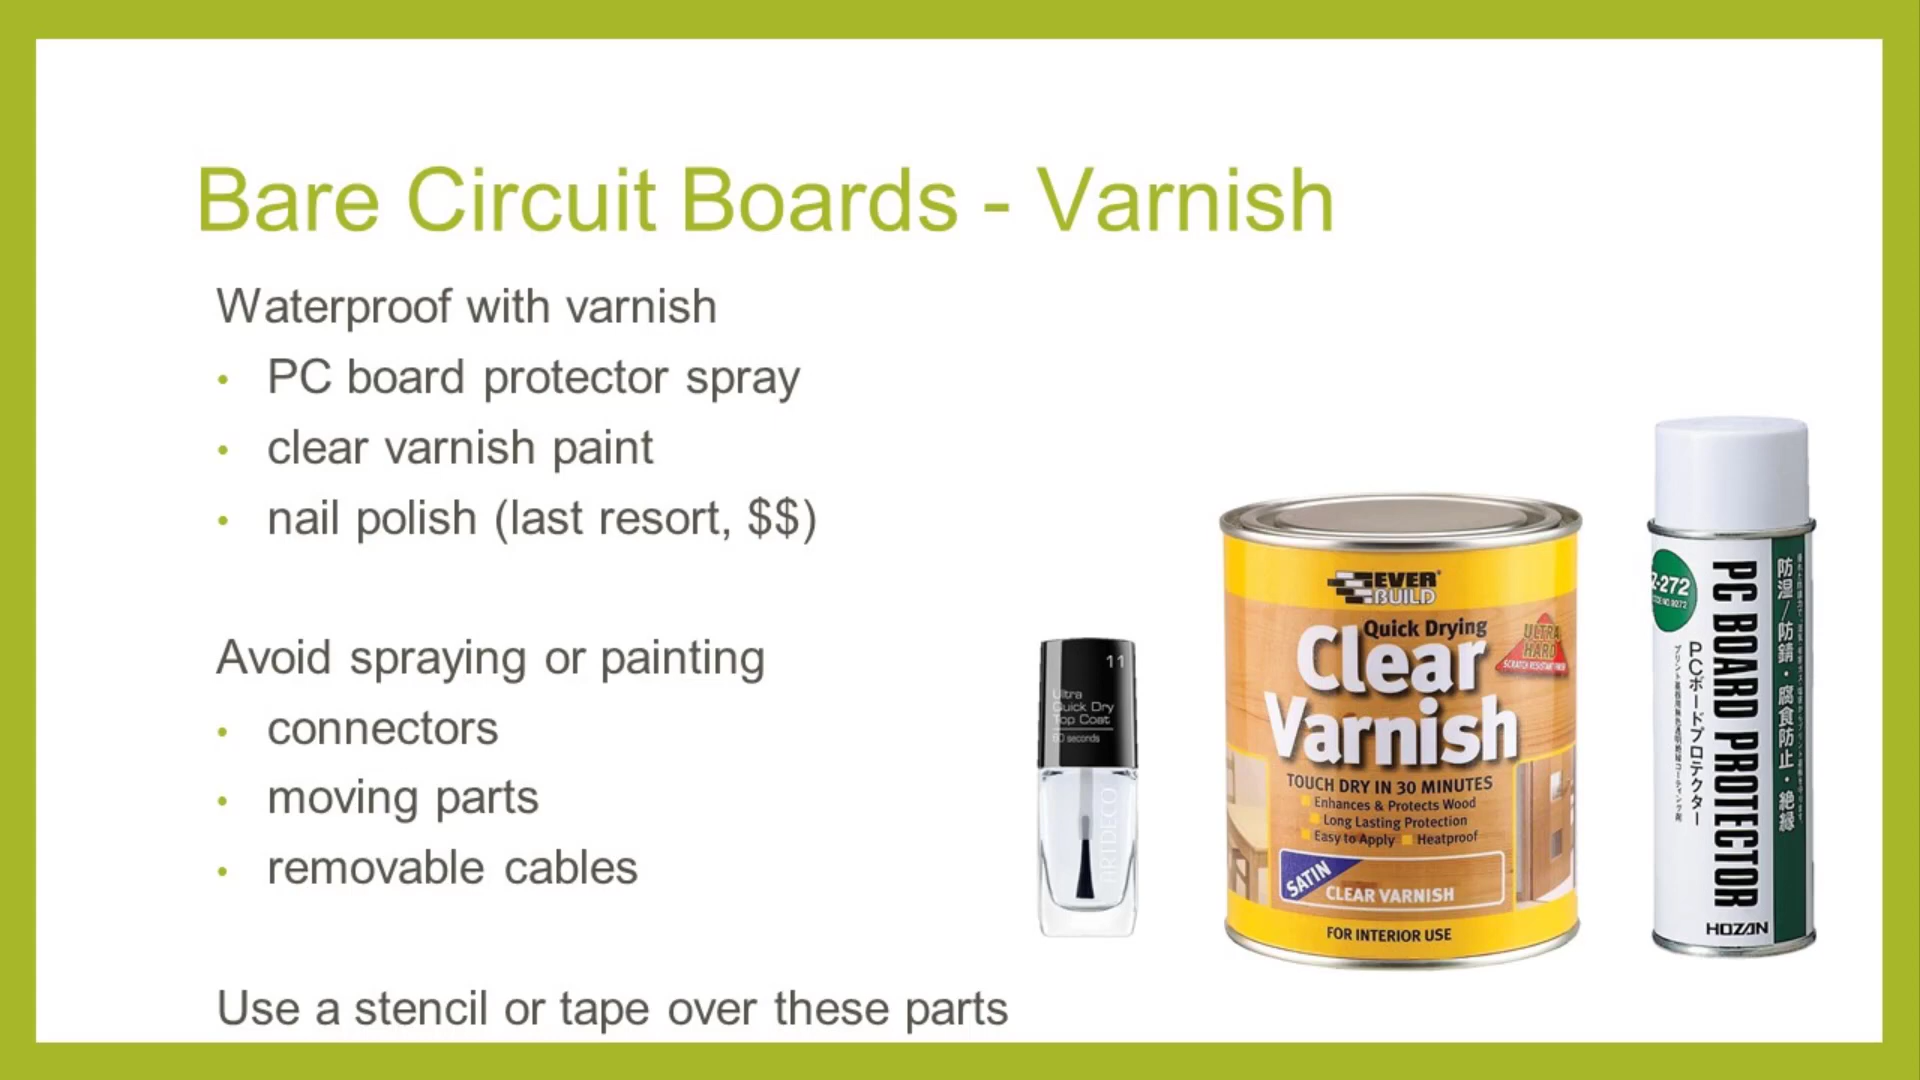 Bare Circuit Boards - Varnish
Waterproof with varnish
• PC board protector spray
• clear varnish paint
• nail polish (last resort, $$)
Avoid spraying or painting
• connectors
• moving parts
• removable cables
Use a stencil or tape over these parts
11
Ultra
Quick Dry
Top Coat
60 seconds
ARTDECO
EVER
BUILD
Quick Drying
Clear
Varnish
ULTRA
HARD
SCRATCH RESISTANT FINISH
TOUCH DRY IN 30 MINUTES
Enhances & Protects Wood
Long Lasting Protection
Easy to Apply Heatproof
SATIN
CLEAR VARNISH
FOR INTERIOR USE
Z-272
PC BOARD PROTECTOR
PCボードプロテクター
防湿/防錆・腐食防止・絶縁
HOZAN